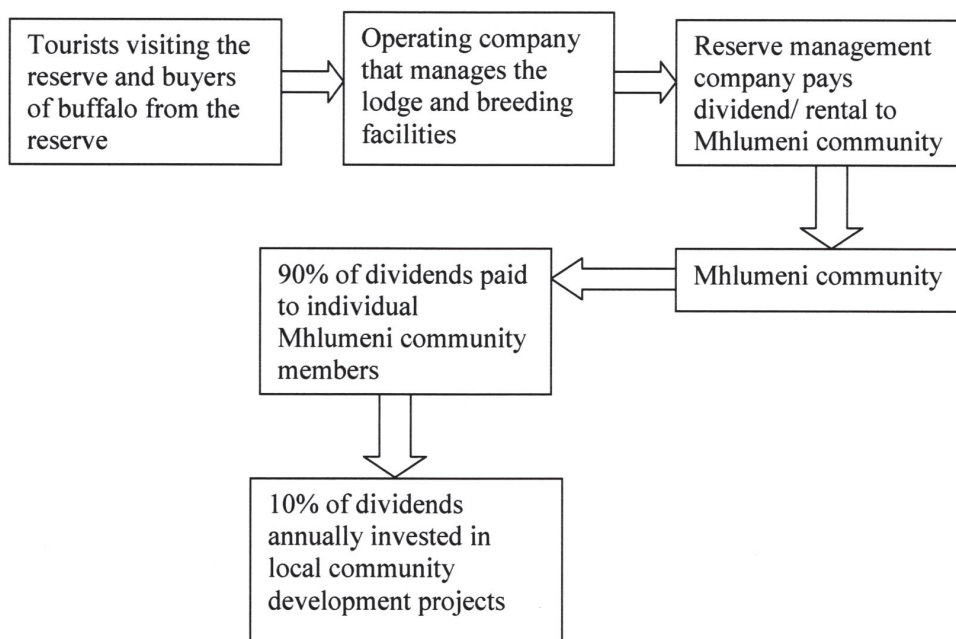 Tourists visiting the
reserve and buyers
of buffalo from the
reserve
Operating company
that manages the
lodge and breeding
facilities
Reserve management
company pays
dividend/ rental to
Mhlumeni community
Mhlumeni community
90% of dividends paid
to individual
Mhlumeni community
members
10% of dividends
annually invested in
local community
development projects